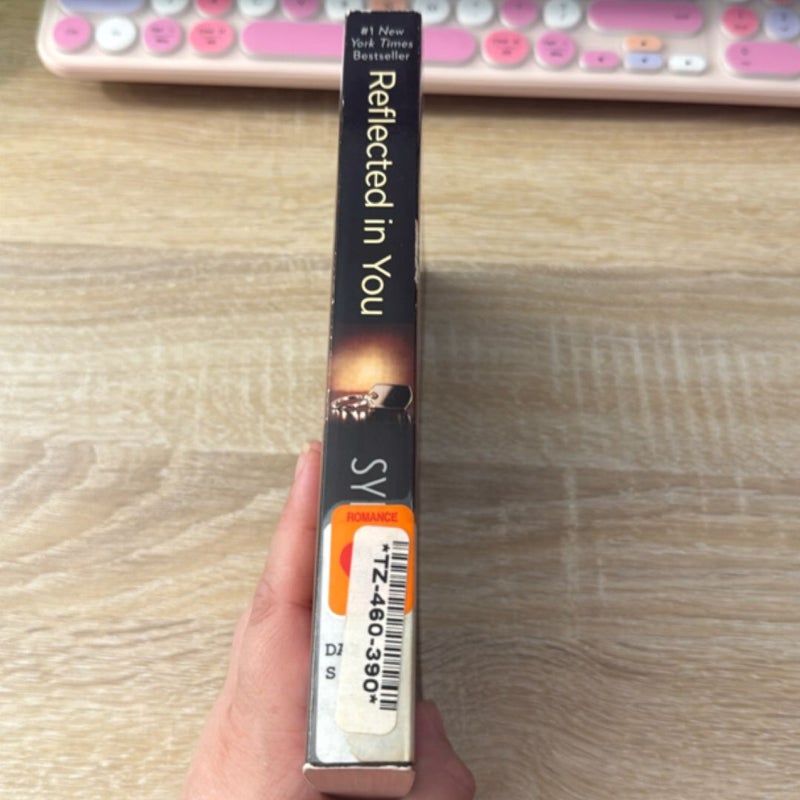 #1 New
York Times
Bestseller
Reflected in You
SY
ROMANCE
*TZ-460-390*
S